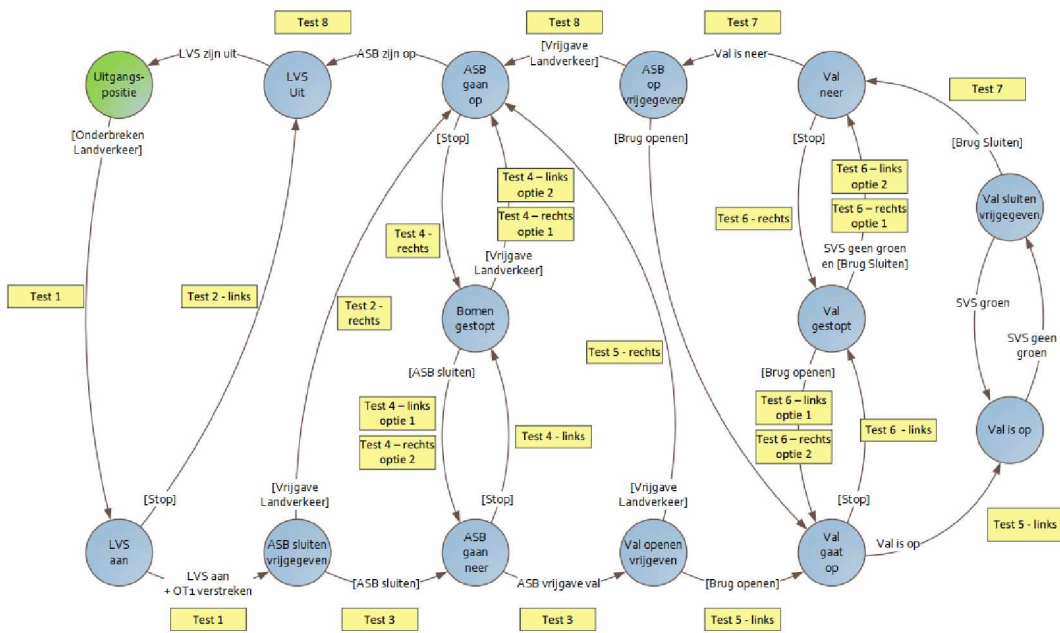 Test 8
Test 8
Test 7
LVS zijn uit
ASB zijn op
[Vrijgave
Landverkeer]
Val is neer
Uitgangs-
positie
LVS
Uit
ASB
gaan
op
ASB
op
vrijgegeven
Val
neer
Test 7
[Onderbreken
Landverkeer]
[Stop]
[Brug openen]
[Stop]
[Brug Sluiten]
Test 4 – links
optie 2
Test 4 – rechts
optie 1
Test 6 – links
optie 2
Test 6 – rechts
optie 1
Val sluiten
vrijgegeven
Test 4 -
rechts
Test 6 - rechts
[Vrijgave
Landverkeer]
SVS geen groen
en [Brug Sluiten]
Test 1
Test 2 - links
Test 2 -
rechts
Bomen
gestopt
Val
gestopt
SVS groen
SVS geen
groen
Test 5 - rechts
[ASB sluiten]
[Brug openen]
Test 4 – links
optie 1
Test 4 – rechts
optie 2
Test 4 - links
Test 6 – links
optie 1
Test 6 – rechts
optie 2
Test 6 - links
Val is op
[Stop]
[Vrijgave
Landverkeer]
[Stop]
[Vrijgave
Landverkeer]
[Stop]
Test 5 - links
LVS
aan
ASB sluiten
vrijgegeven
ASB
gaan
neer
Val openen
vrijgeven
Val
gaat
op
Val is op
LVS aan
+ OT1 verstreken
[ASB sluiten]
ASB vrijgave val
[Brug openen]
Test 1
Test 3
Test 3
Test 5 - links